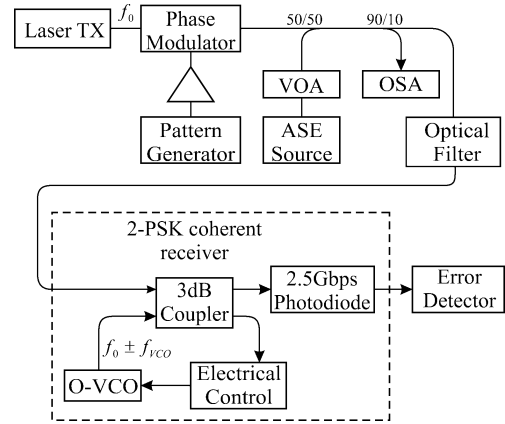 Laser TX
f₀
Phase
Modulator
50/50
90/10
VOA
OSA
Pattern
Generator
ASE
Source
Optical
Filter
2-PSK coherent
receiver
3dB
Coupler
2.5Gbps
Photodiode
Error
Detector
f₀ ± f_VCO
O-VCO
Electrical
Control